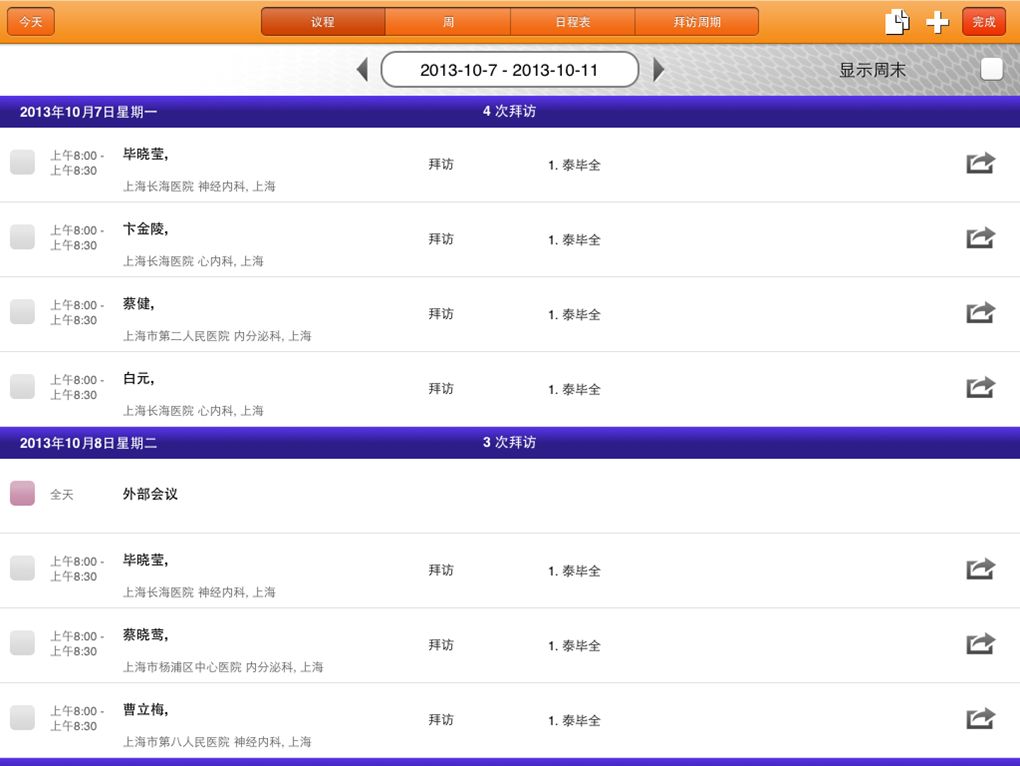 今天 议程 周 日程表 拜访周期 完成
2013-10-7 - 2013-10-11 显示周末
2013年10月7日星期一 4 次拜访
上午8:00 - 上午8:30
毕晓莹,
上海长海医院 神经内科, 上海
拜访
1. 泰毕全
上午8:00 - 上午8:30
卞金陵,
上海长海医院 心内科, 上海
拜访
1. 泰毕全
上午8:00 - 上午8:30
蔡健,
上海市第二人民医院 内分泌科, 上海
拜访
1. 泰毕全
上午8:00 - 上午8:30
白元,
上海长海医院 心内科, 上海
拜访
1. 泰毕全
2013年10月8日星期二 3 次拜访
全天 外部会议
上午8:00 - 上午8:30
毕晓莹,
上海长海医院 神经内科, 上海
拜访
1. 泰毕全
上午8:00 - 上午8:30
蔡晓莺,
上海市杨浦区中心医院 内分泌科, 上海
拜访
1. 泰毕全
上午8:00 - 上午8:30
曹立梅,
上海市第八人民医院 神经内科, 上海
拜访
1. 泰毕全